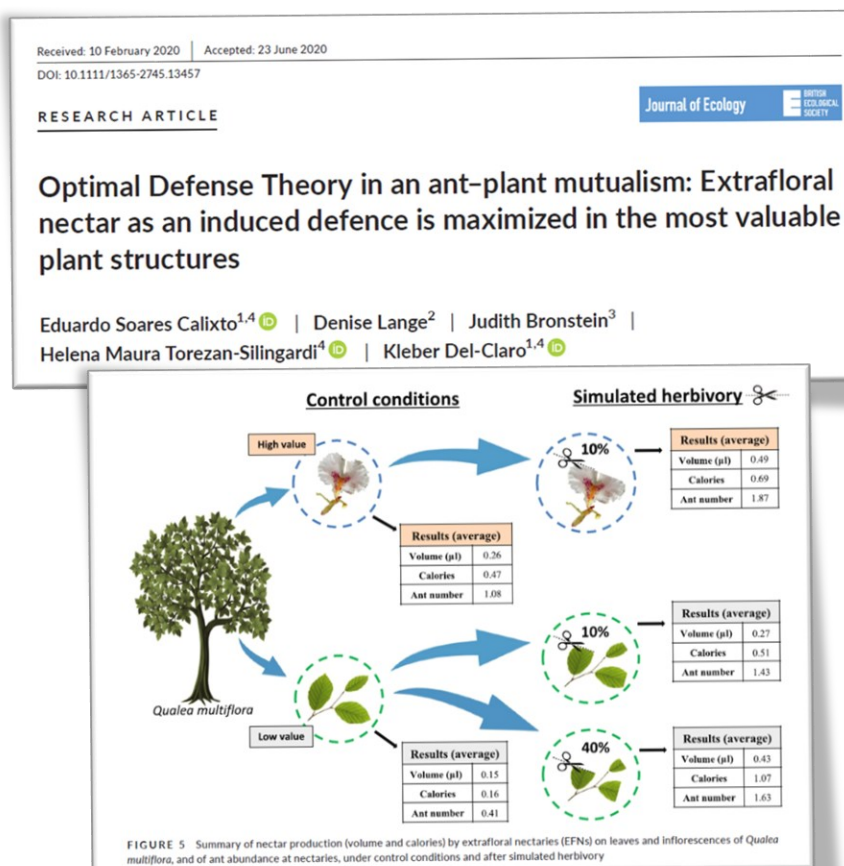 Received: 10 February 2020 | Accepted: 23 June 2020
DOI: 10.1111/1365-2745.13457
RESEARCH ARTICLE
Journal of Ecology
BRITISH
ECOLOGICAL
SOCIETY
Optimal Defense Theory in an ant–plant mutualism: Extrafloral
nectar as an induced defence is maximized in the most valuable
plant structures
Eduardo Soares Calixto1,4 iD | Denise Lange2 | Judith Bronstein3 |
Helena Maura Torezan-Silingardi4 iD | Kleber Del-Claro1,4 iD
Control conditions
Simulated herbivory
High value
10%
Results (average)
Volume (µl) 0.49
Calories 0.69
Ant number 1.87
Results (average)
Volume (µl) 0.26
Calories 0.47
Ant number 1.08
Qualea multiflora
Low value
10%
Results (average)
Volume (µl) 0.27
Calories 0.51
Ant number 1.43
40%
Results (average)
Volume (µl) 0.43
Calories 1.07
Ant number 1.63
Results (average)
Volume (µl) 0.15
Calories 0.16
Ant number 0.41
FIGURE 5 Summary of nectar production (volume and calories) by extrafloral nectaries (EFNs) on leaves and inflorescences of Qualea
multiflora, and of ant abundance at nectaries, under control conditions and after simulated herbivory